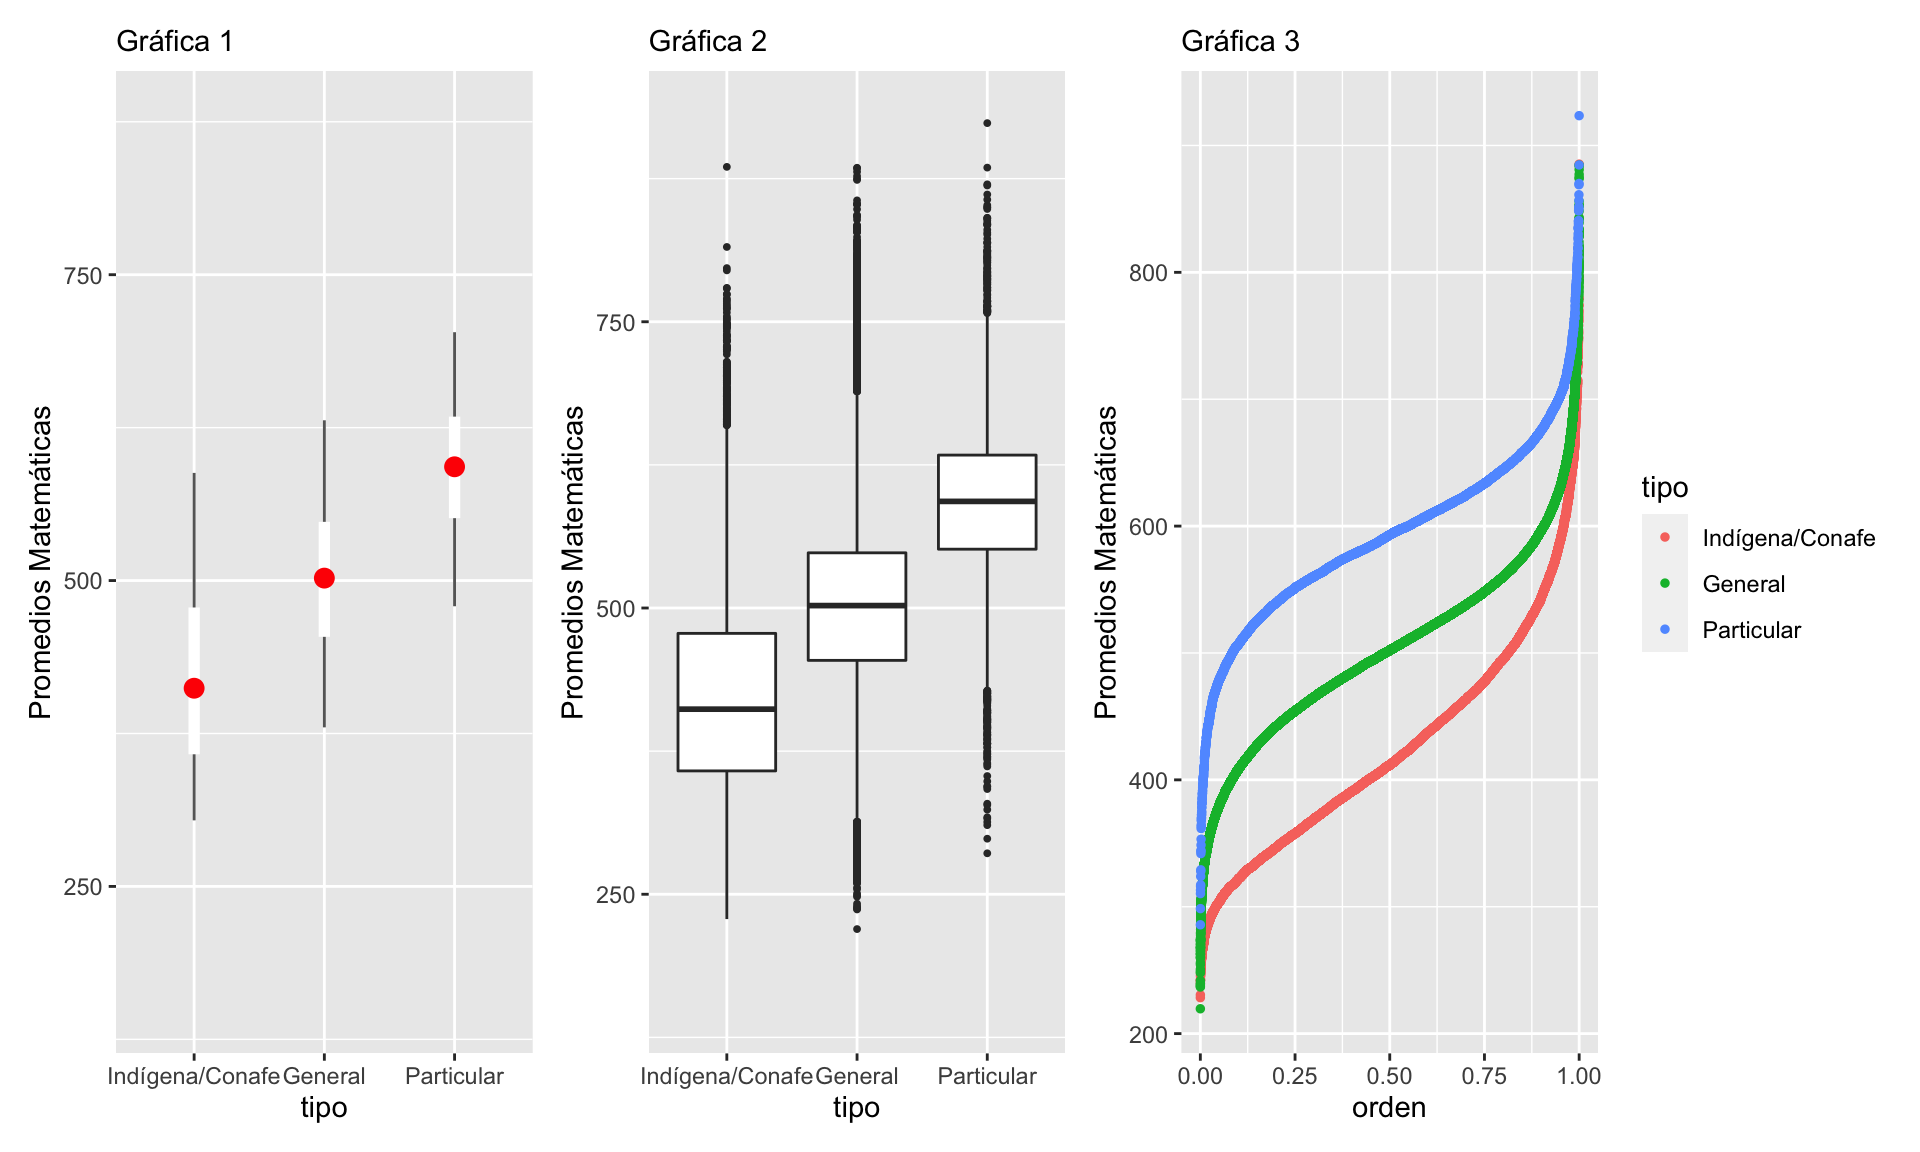 Gráfica 1
Promedios Matemáticas
750
500
250
Indígena/Conafe General Particular
tipo
Gráfica 2
Promedios Matemáticas
750
500
250
Indígena/Conafe General Particular
tipo
Gráfica 3
Promedios Matemáticas
800
600
400
200
0.00 0.25 0.50 0.75 1.00
orden
tipo
Indígena/Conafe
General
Particular